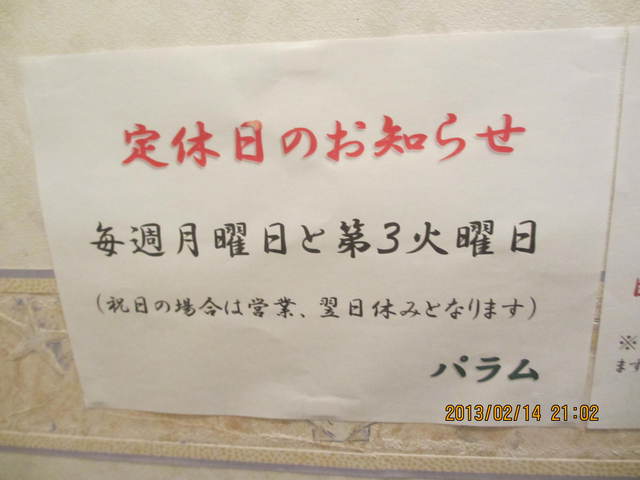 定休日のお知らせ
毎週月曜日と第3火曜日
(祝日の場合は営業、翌日休みとなります)
パラム
※
ます
2013/02/14 21:02